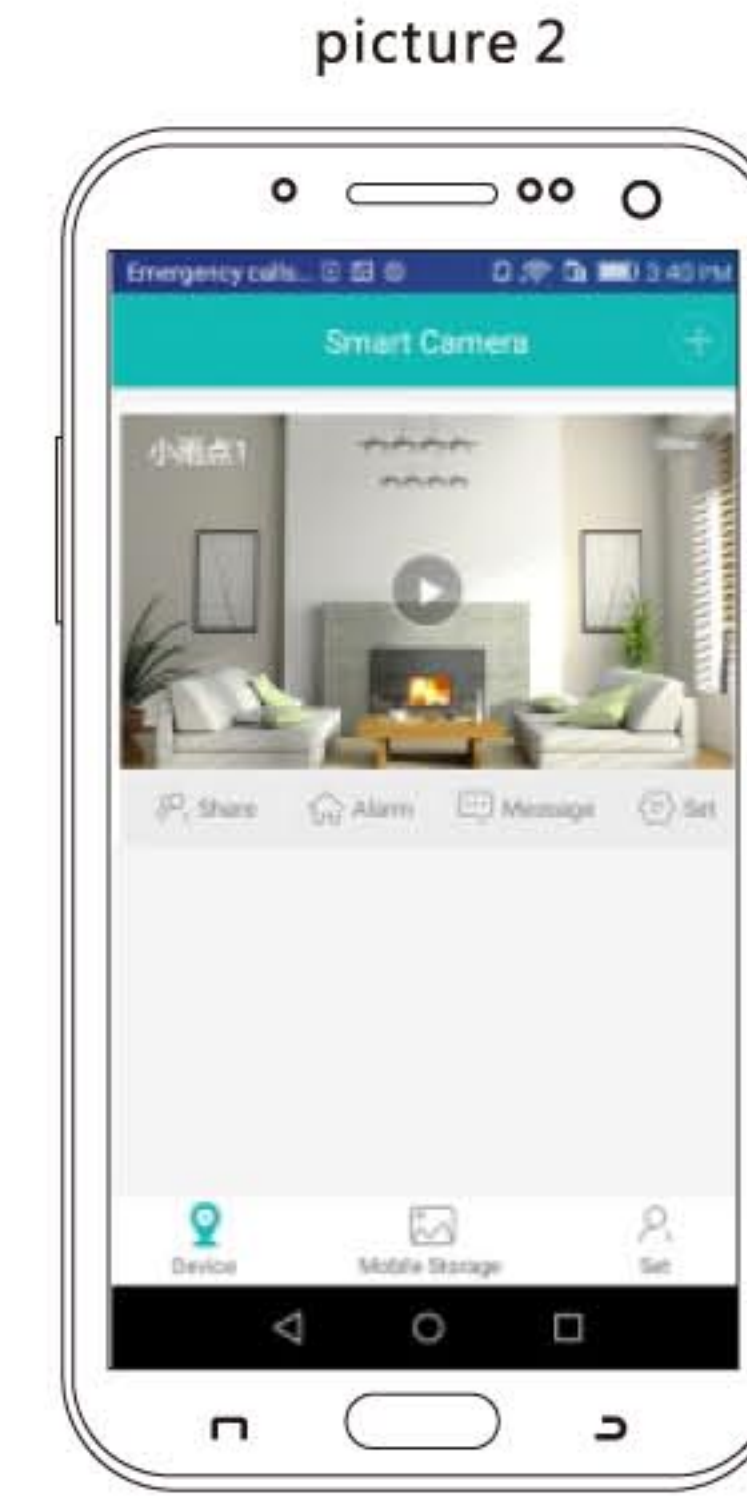 picture 2
Emergency calls... 3:40 PM
Smart Camera
小雨点1
Share Alarm Message Set
Device Mobile Storage Set